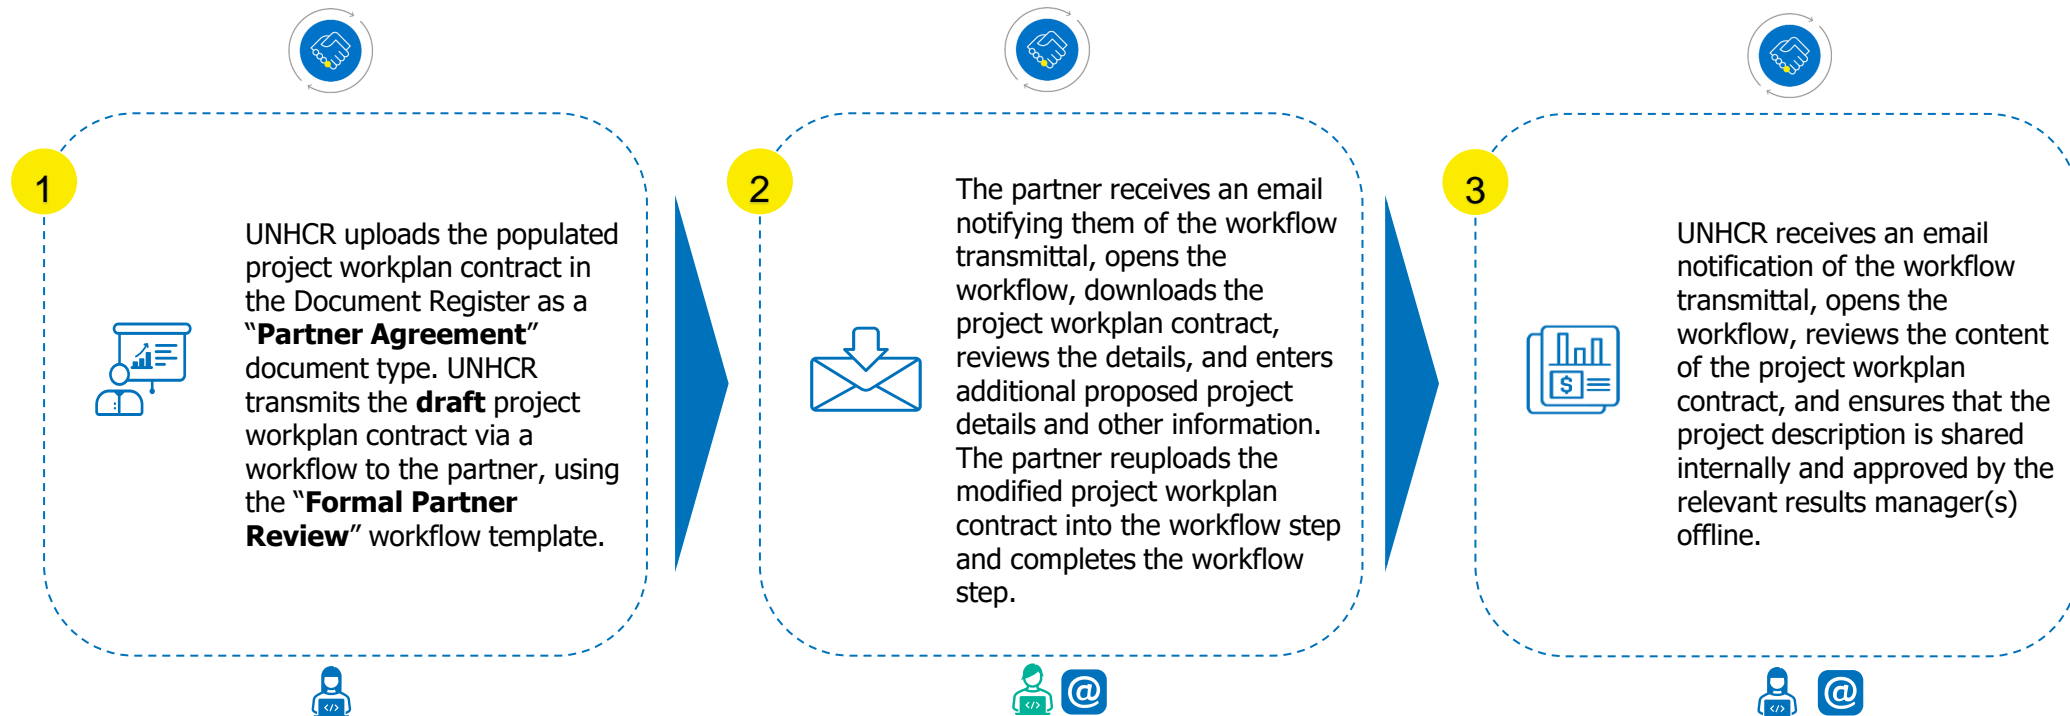 1
UNHCR uploads the populated
project workplan contract in
the Document Register as a
“Partner Agreement”
document type. UNHCR
transmits the draft project
workplan contract via a
workflow to the partner, using
the “Formal Partner
Review” workflow template.
2
The partner receives an email
notifying them of the workflow
transmittal, opens the
workflow, downloads the
project workplan contract,
reviews the details, and enters
additional proposed project
details and other information.
The partner reuploads the
modified project workplan
contract into the workflow step
and completes the workflow
step.
3
UNHCR receives an email
notification of the workflow
transmittal, opens the
workflow, reviews the content
of the project workplan
contract, and ensures that the
project description is shared
internally and approved by the
relevant results manager(s)
offline.
$
</> 
</> @
</> @